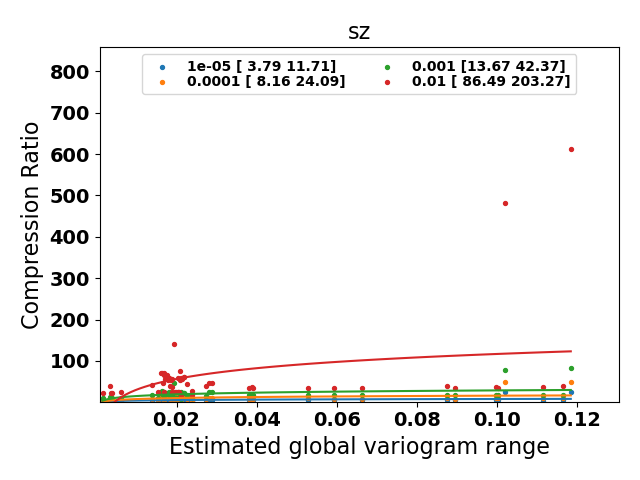 sz
1e-05 [ 3.79 11.71]
0.0001 [ 8.16 24.09]
0.001 [13.67 42.37]
0.01 [ 86.49 203.27]
Compression Ratio
800
700
600
500
400
300
200
100
0.02 0.04 0.06 0.08 0.10 0.12
Estimated global variogram range